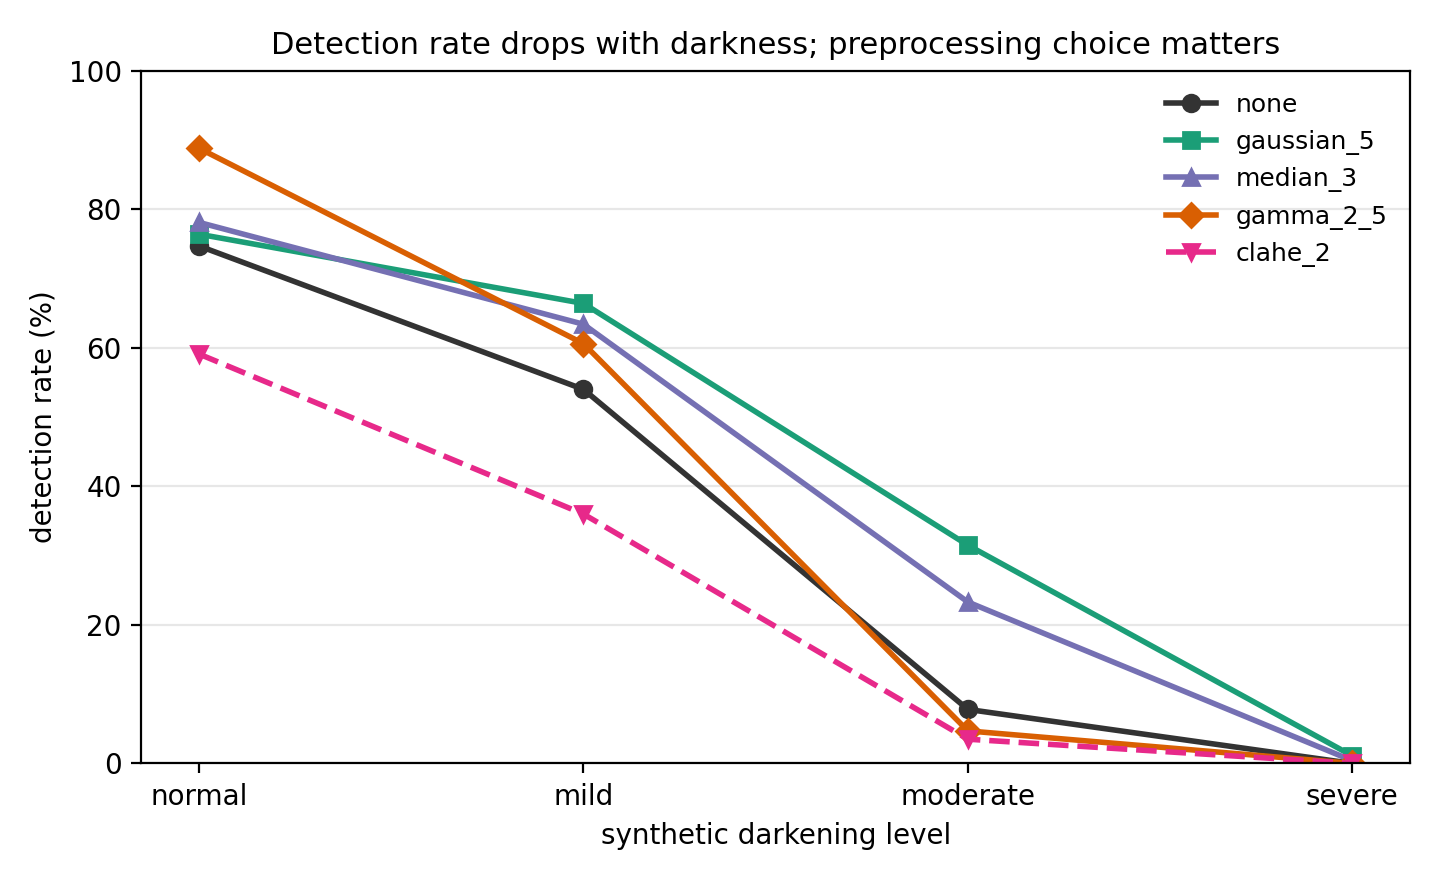 Detection rate drops with darkness; preprocessing choice matters
detection rate (%)
100
80
60
40
20
0
none
gaussian_5
median_3
gamma_2_5
clahe_2
normal
mild
moderate
severe
synthetic darkening level